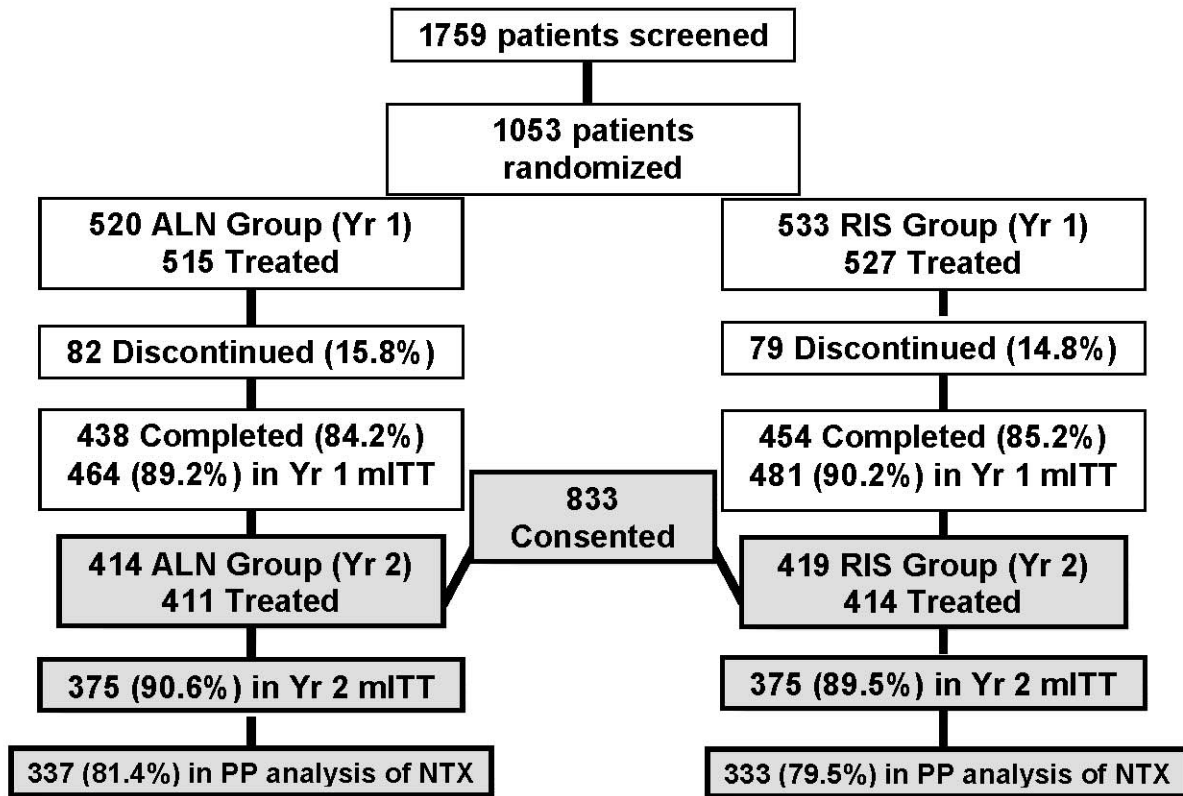 1759 patients screened
1053 patients
randomized
520 ALN Group (Yr 1)
515 Treated
533 RIS Group (Yr 1)
527 Treated
82 Discontinued (15.8%)
79 Discontinued (14.8%)
438 Completed (84.2%)
464 (89.2%) in Yr 1 mITT
454 Completed (85.2%)
481 (90.2%) in Yr 1 mITT
833
Consented
414 ALN Group (Yr 2)
411 Treated
419 RIS Group (Yr 2)
414 Treated
375 (90.6%) in Yr 2 mITT
375 (89.5%) in Yr 2 mITT
337 (81.4%) in PP analysis of NTX
333 (79.5%) in PP analysis of NTX